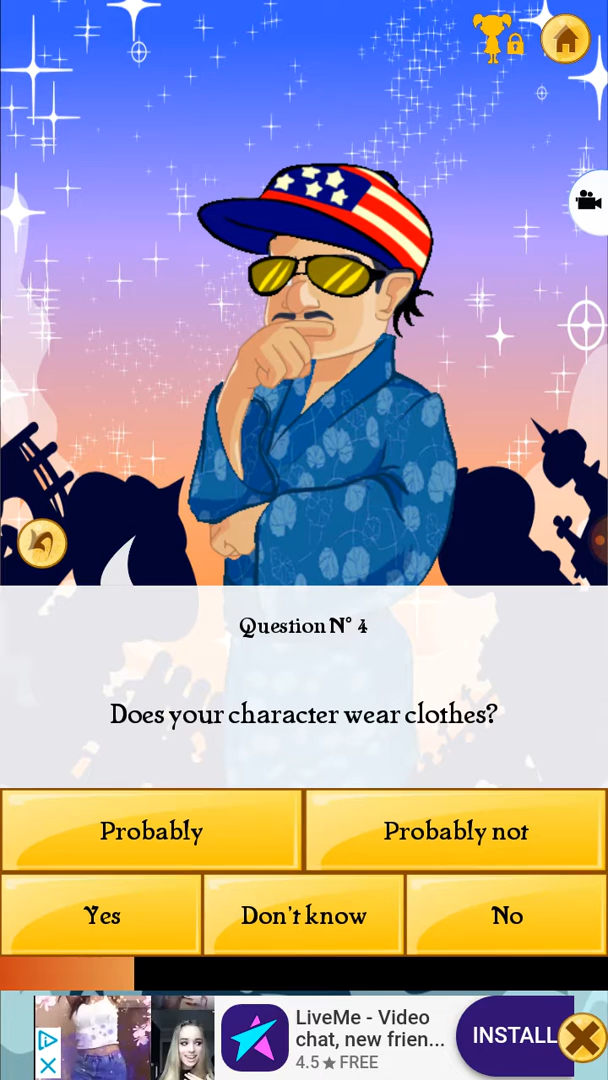 Question N° 4
Does your character wear clothes?
Probably
Probably not
Yes
Don't know
No
LiveMe - Video
chat, new frien...
4.5★FREE
INSTALL